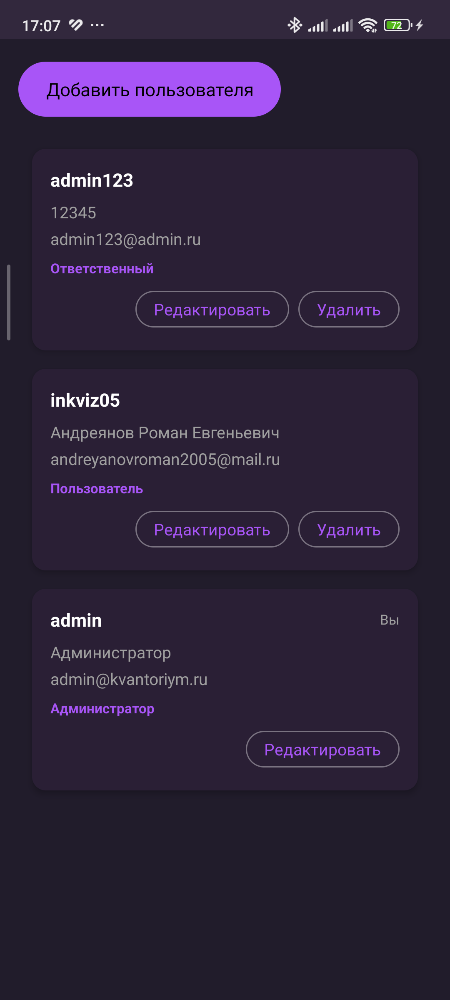 17:07
72
Добавить пользователя
admin123
12345
admin123@admin.ru
Ответственный
Редактировать Удалить
inkviz05
Андреянов Роман Евгеньевич
andreyanovroman2005@mail.ru
Пользователь
Редактировать Удалить
admin Вы
Администратор
admin@kvantoriym.ru
Администратор
Редактировать